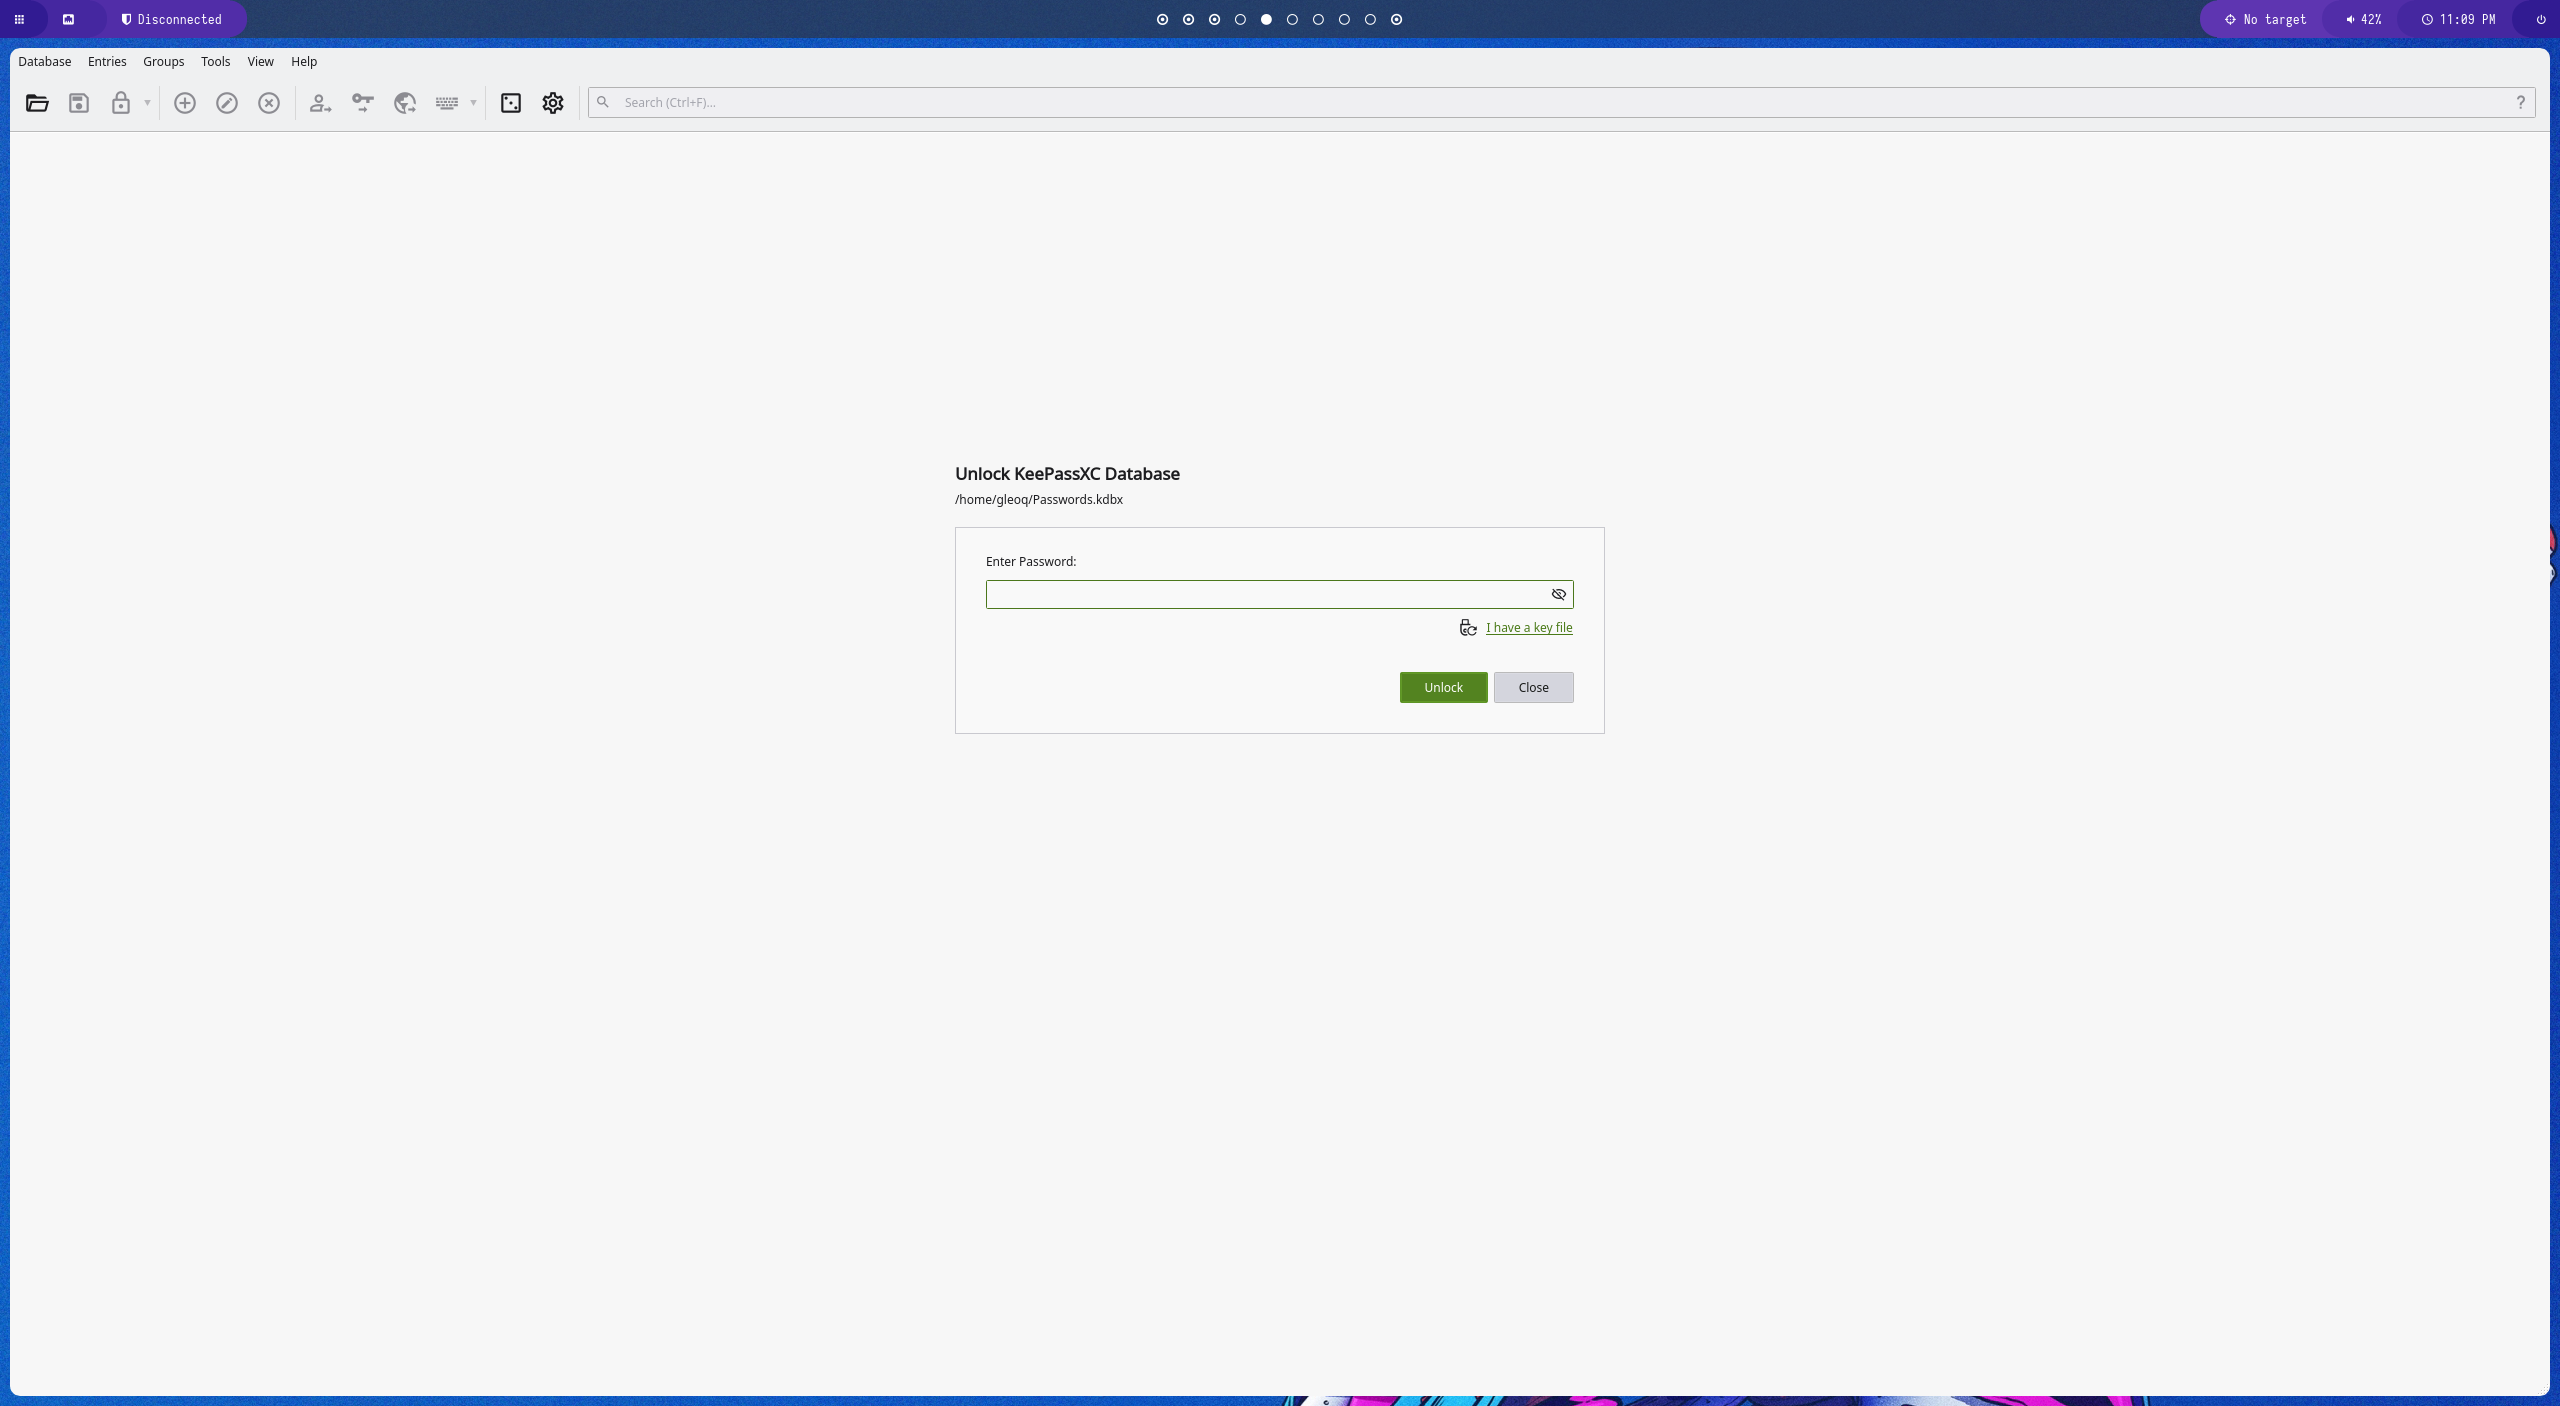 Disconnected
No target
42%
11:09 PM
Database Entries Groups Tools View Help
Search (Ctrl+F)...
?
Unlock KeePassXC Database
/home/gleoq/Passwords.kdbx
Enter Password:
I have a key file
Unlock Close